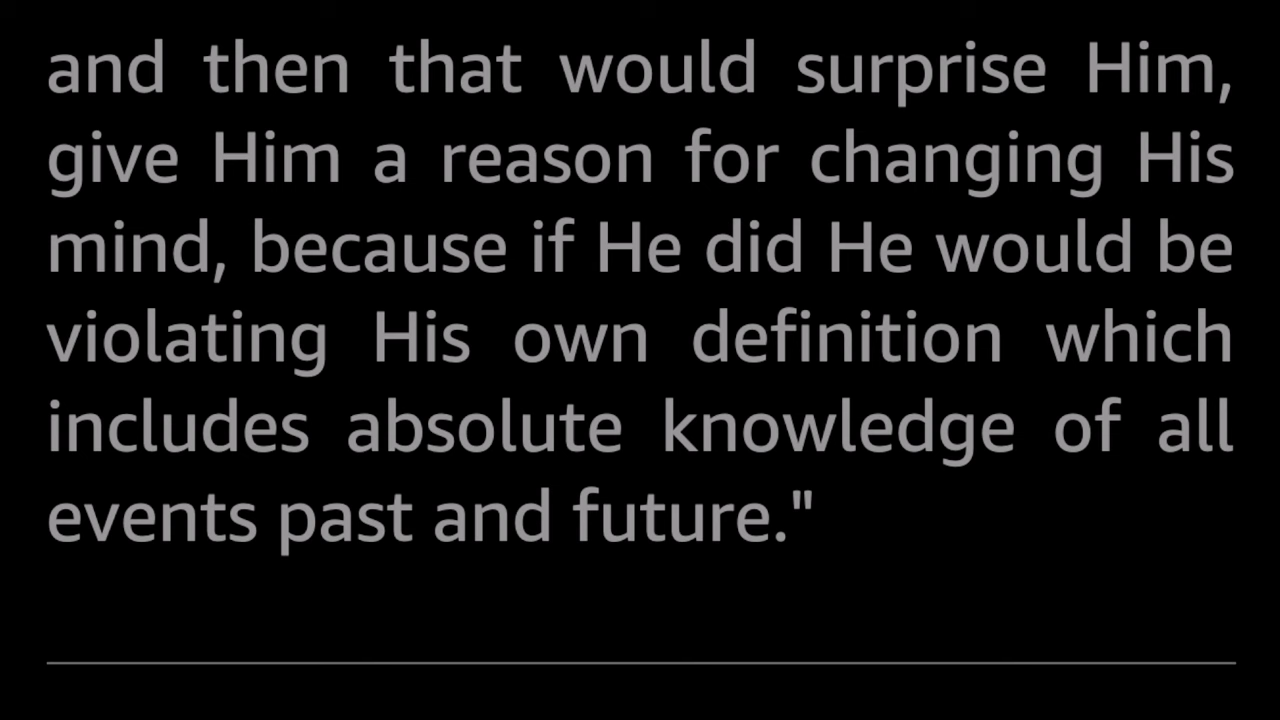 and then that would surprise Him,
give Him a reason for changing His
mind, because if He did He would be
violating His own definition which
includes absolute knowledge of all
events past and future."